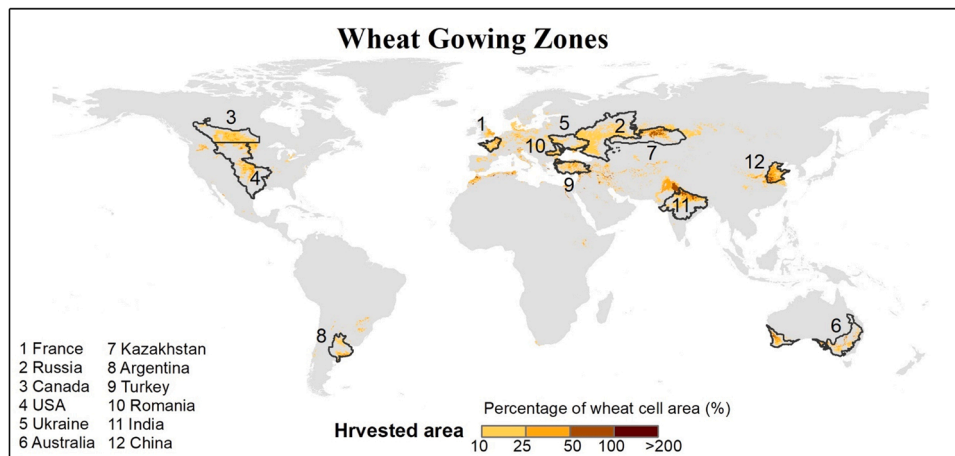 Wheat Gowing Zones
3
1
5
2
10
7
12
4
9
11
8
6
1 France 7 Kazakhstan
2 Russia 8 Argentina
3 Canada 9 Turkey
4 USA 10 Romania
5 Ukraine 11 India
6 Australia 12 China
Percentage of wheat cell area (%)
Hrvested area
10 25 50 100 >200